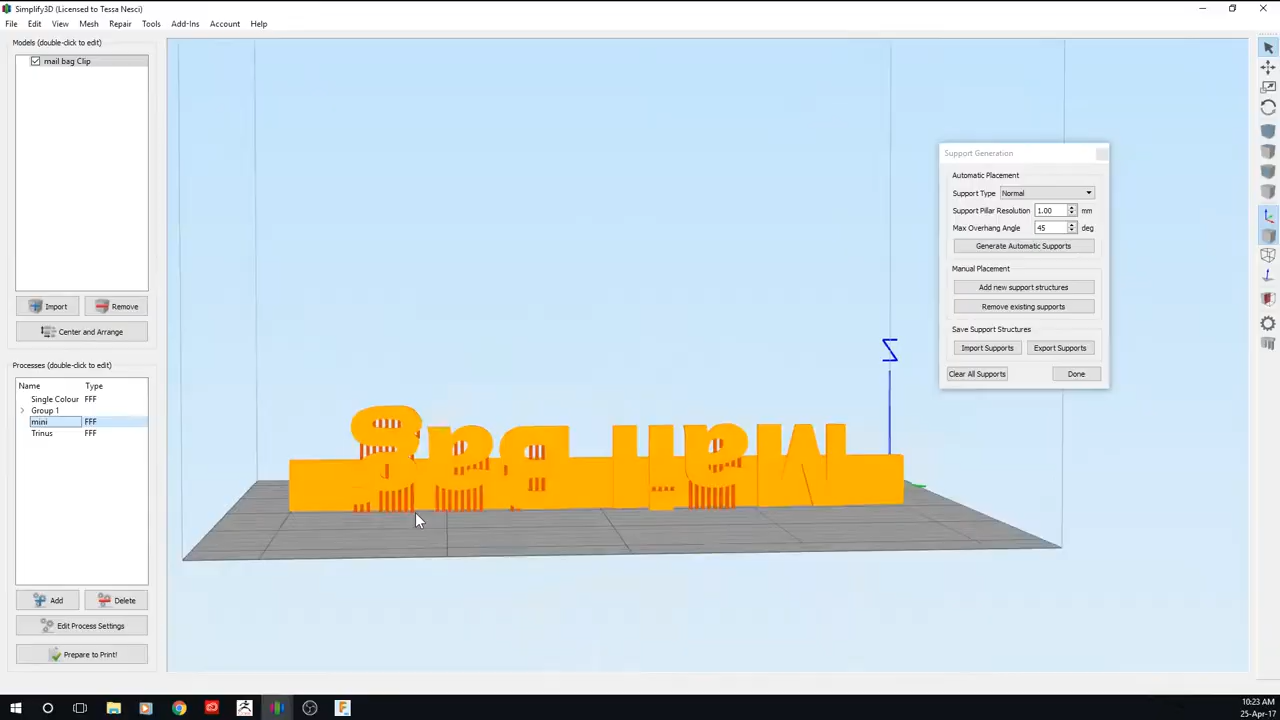 Simplify3D (Licensed to Tessa Nesci)
File Edit View Mesh Repair Tools Add-Ins Account Help
Models (double-click to edit)
mail bag Clip
Import Remove
Center and Arrange
Processes (double-click to edit)
Name Type
Single Colour FFF
Group 1
mini FFF
Trinus FFF
Add Delete
Edit Process Settings
Prepare to Print!
Mail Bag
Z
Support Generation
Automatic Placement
Support Type Normal
Support Pillar Resolution 1.00 mm
Max Overhang Angle 45 deg
Generate Automatic Supports
Manual Placement
Add new support structures
Remove existing supports
Save Support Structures
Import Supports Export Supports
Clear All Supports Done
10:23 AM
25-Apr-17